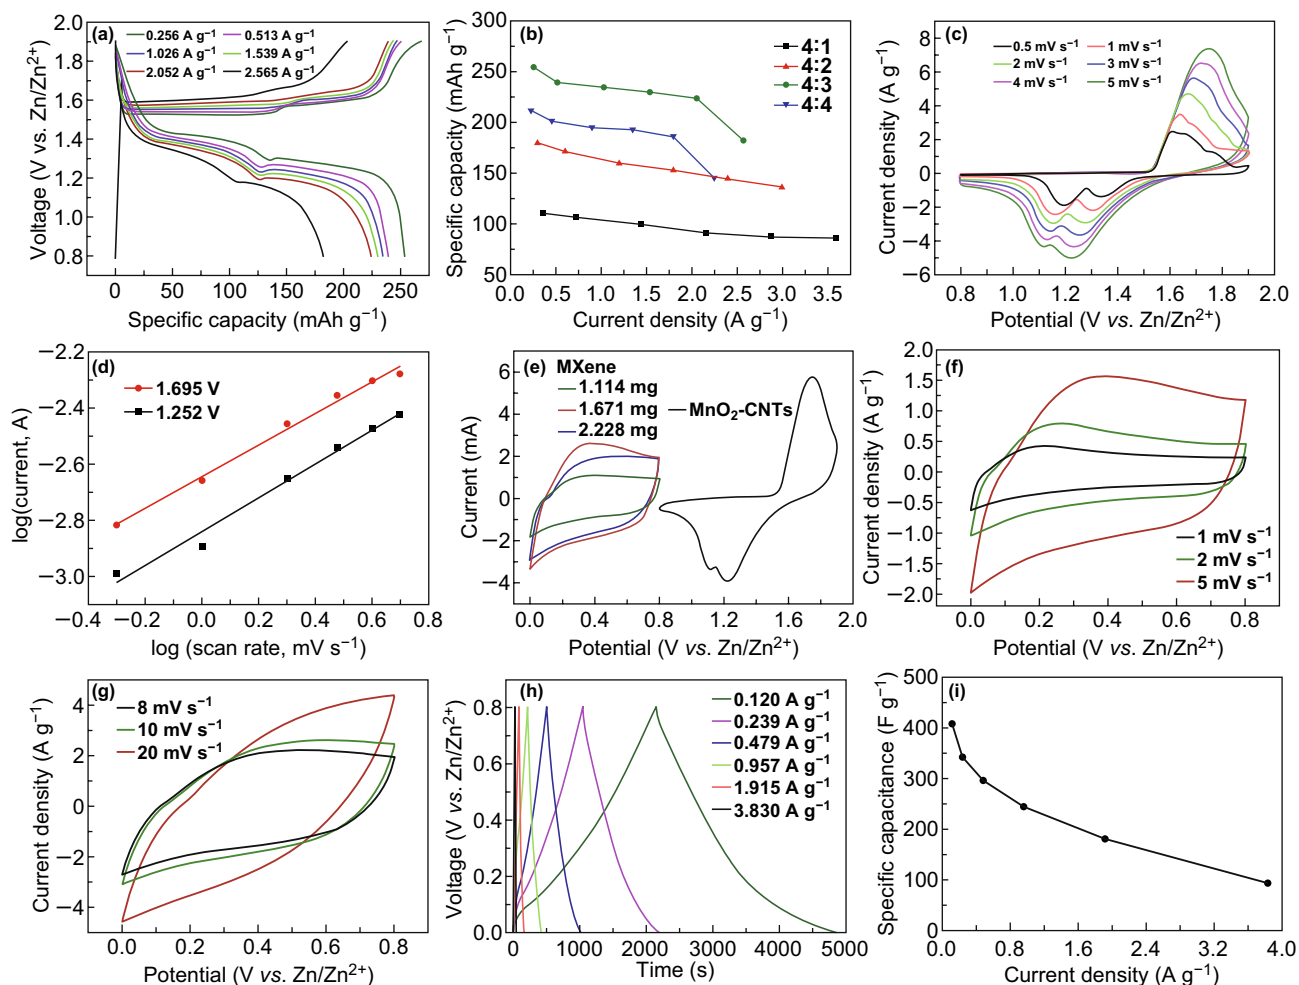 (a)
0.256 A g⁻¹ 0.513 A g⁻¹
1.026 A g⁻¹ 1.539 A g⁻¹
2.052 A g⁻¹ 2.565 A g⁻¹
2.0
1.8
1.6
1.4
1.2
1.0
0.8
Voltage (V vs. Zn/Zn²⁺)
0 50 100 150 200 250
Specific capacity (mAh g⁻¹)
(b)
4:1
4:2
4:3
4:4
300
250
200
150
100
50
Specific capacity (mAh g⁻¹)
0.0 0.5 1.0 1.5 2.0 2.5 3.0 3.5
Current density (A g⁻¹)
(c)
0.5 mV s⁻¹ 1 mV s⁻¹
2 mV s⁻¹ 3 mV s⁻¹
4 mV s⁻¹ 5 mV s⁻¹
8
6
4
2
0
−2
−4
−6
Current density (A g⁻¹)
0.8 1.0 1.2 1.4 1.6 1.8 2.0
Potential (V vs. Zn/Zn²⁺)
(d)
1.695 V
1.252 V
−2.2
−2.4
−2.6
−2.8
−3.0
log(current, A)
−0.4 −0.2 0.0 0.2 0.4 0.6 0.8
log (scan rate, mV s⁻¹)
(e) MXene
1.114 mg
1.671 mg
2.228 mg
MnO₂-CNTs
6
4
2
0
−2
−4
Current (mA)
0.0 0.4 0.8 1.2 1.6 2.0
Potential (V vs. Zn/Zn²⁺)
(f)
1 mV s⁻¹
2 mV s⁻¹
5 mV s⁻¹
2.0
1.5
1.0
0.5
0.0
−0.5
−1.0
−1.5
−2.0
Current density (A g⁻¹)
0.0 0.2 0.4 0.6 0.8
Potential (V vs. Zn/Zn²⁺)
(g)
8 mV s⁻¹
10 mV s⁻¹
20 mV s⁻¹
4
2
0
−2
−4
Current density (A g⁻¹)
0.0 0.2 0.4 0.6 0.8
Potential (V vs. Zn/Zn²⁺)
(h)
0.120 A g⁻¹
0.239 A g⁻¹
0.479 A g⁻¹
0.957 A g⁻¹
1.915 A g⁻¹
3.830 A g⁻¹
0.8
0.6
0.4
0.2
0.0
Voltage (V vs. Zn/Zn²⁺)
0 1000 2000 3000 4000 5000
Time (s)
(i)
500
400
300
200
100
0
Specific capacitance (F g⁻¹)
0.0 0.8 1.6 2.4 3.2 4.0
Current density (A g⁻¹)